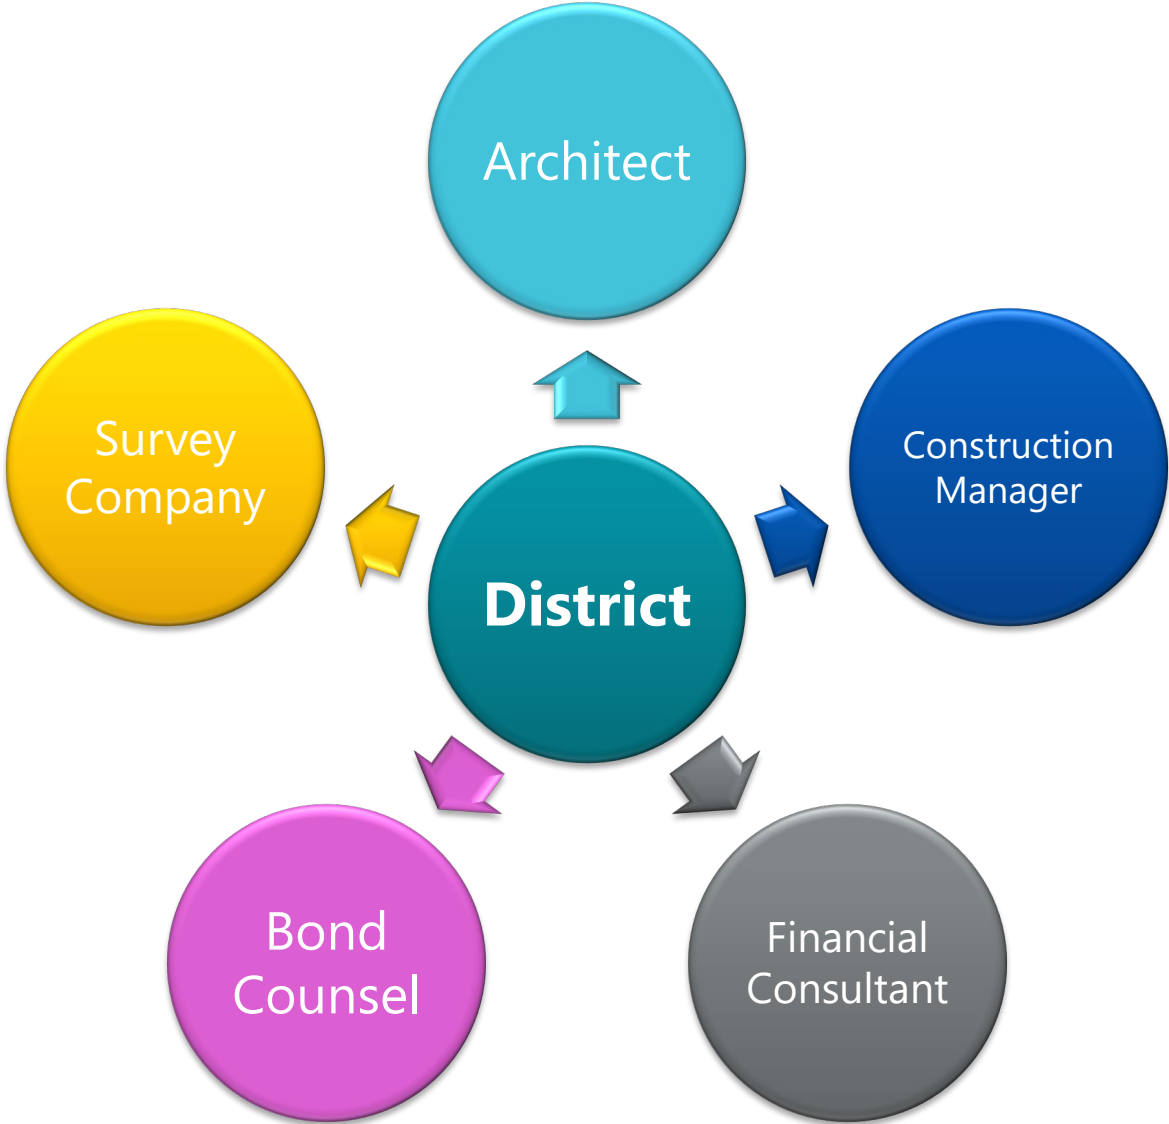 Architect
Survey
Company
Construction
Manager
District
Bond
Counsel
Financial
Consultant